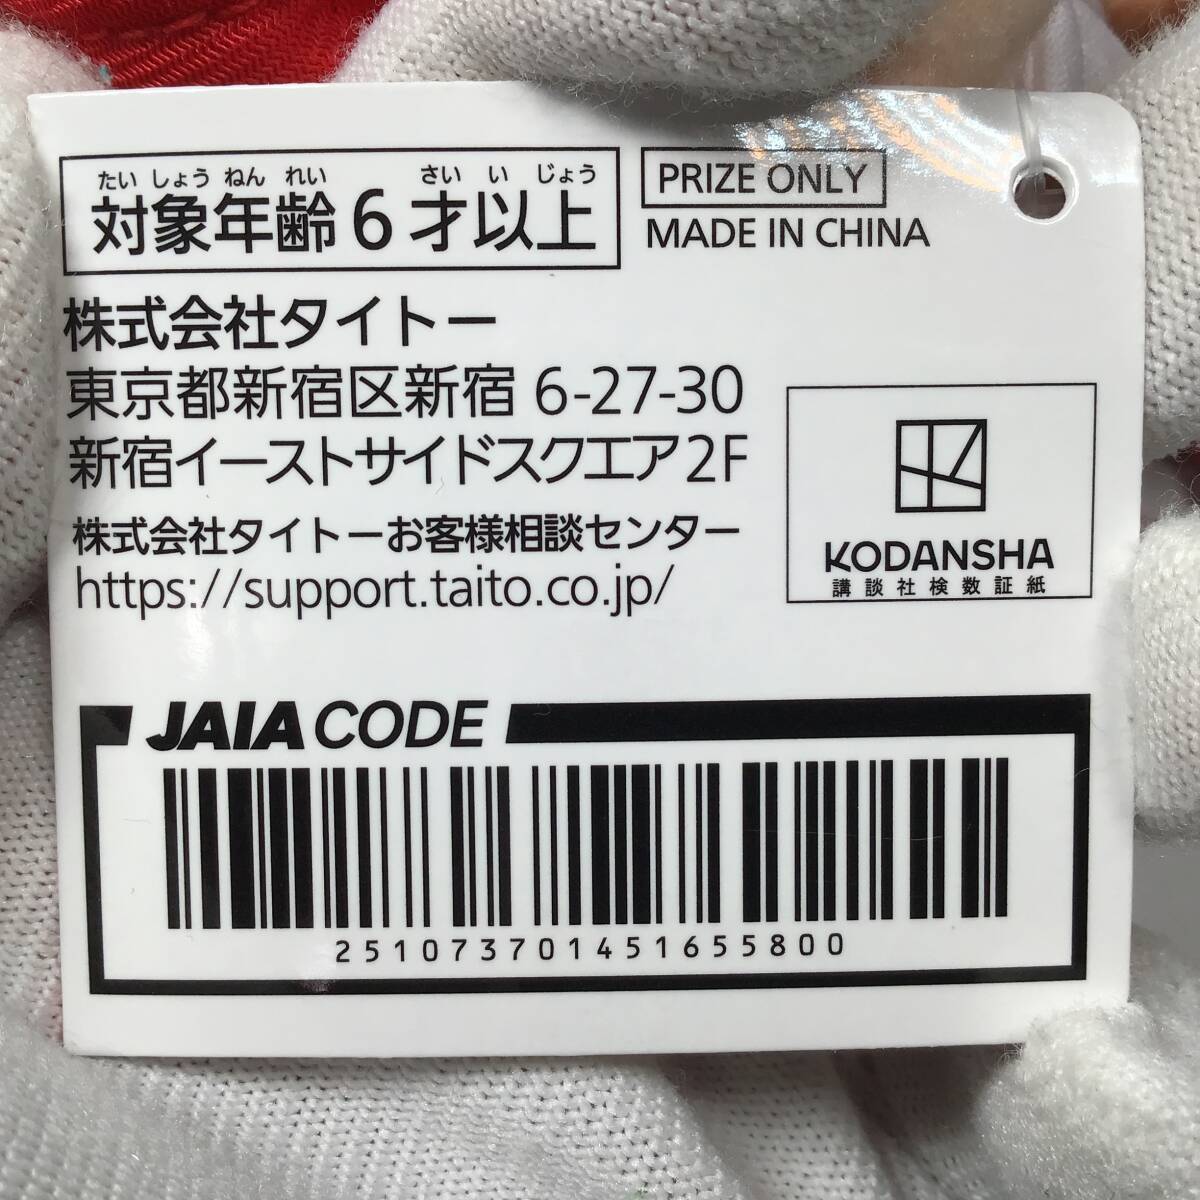 たいしょうねんれい さいいじょう
対象年齢6才以上
PRIZE ONLY
MADE IN CHINA
株式会社タイトー
東京都新宿区新宿 6-27-30
新宿イーストサイドスクエア2F
株式会社タイトーお客様相談センター
https://support.taito.co.jp/
KODANSHA
講談社検数証紙
JAIA CODE
251073701451655800